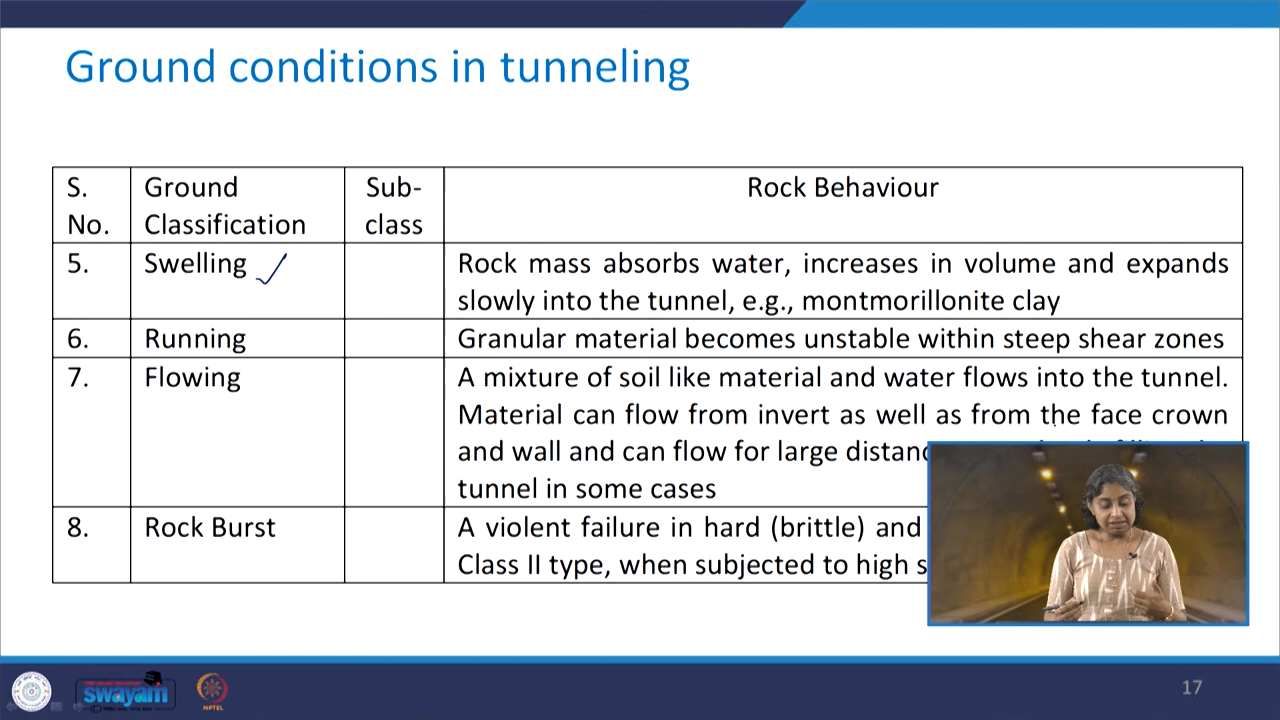 Ground conditions in tunneling
S. No.
Ground Classification
Sub-class
Rock Behaviour
5.
Swelling
Rock mass absorbs water, increases in volume and expands
slowly into the tunnel, e.g., montmorillonite clay
6.
Running
Granular material becomes unstable within steep shear zones
7.
Flowing
A mixture of soil like material and water flows into the tunnel.
Material can flow from invert as well as from the face crown
and wall and can flow for large
tunnel in some cases
8.
Rock Burst
A violent failure in hard (brittle) and
Class II type, when subjected to high
swayam
NPTEL
17